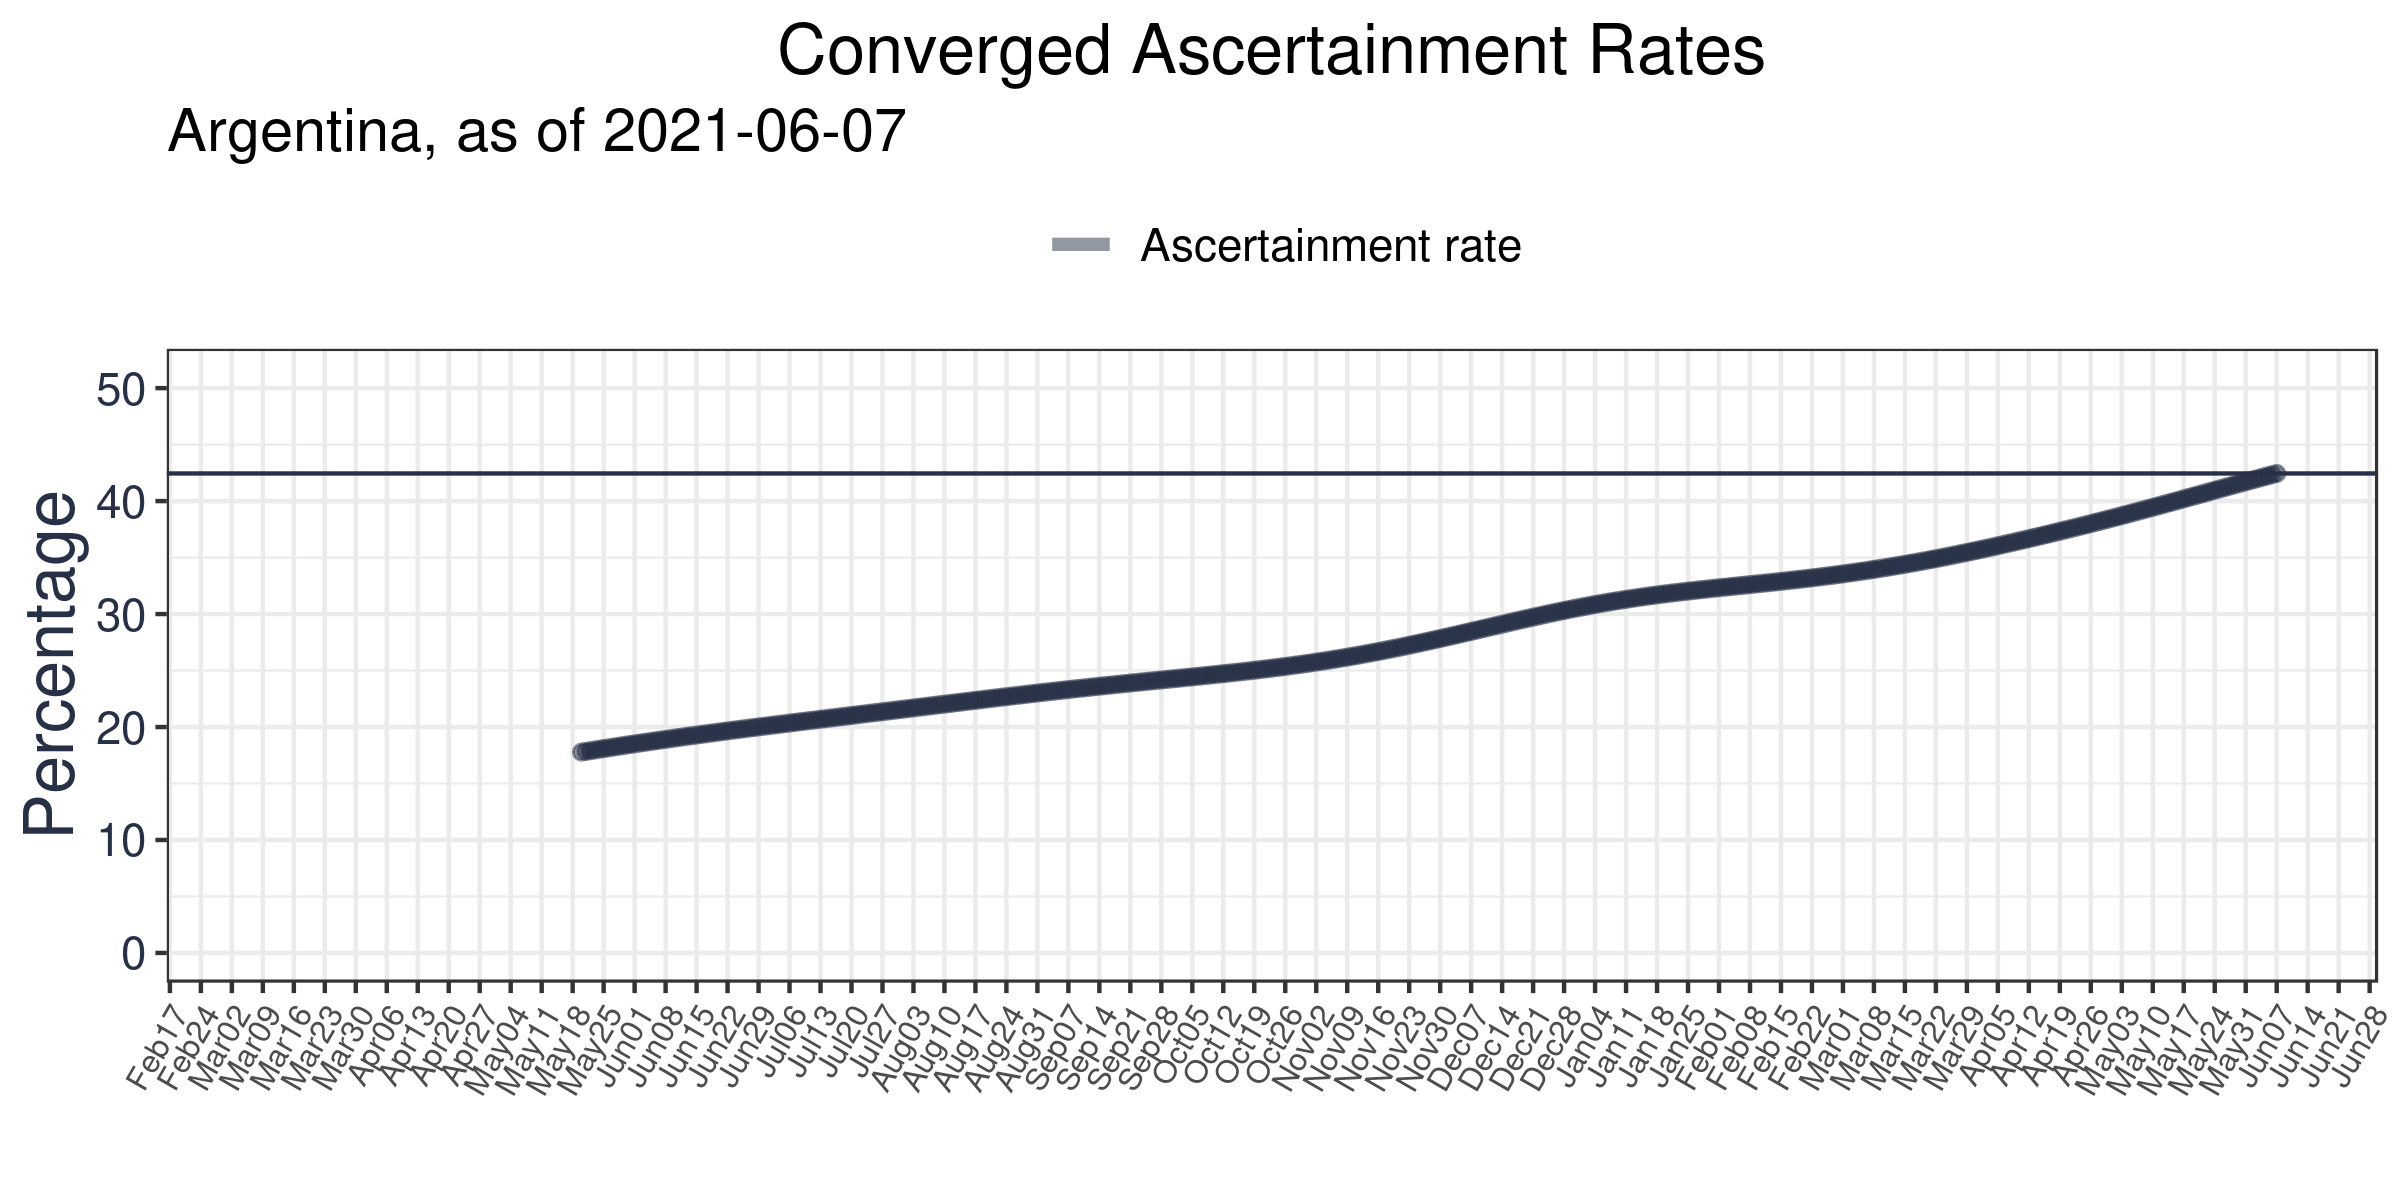 Converged Ascertainment Rates
Argentina, as of 2021-06-07
Ascertainment rate
Percentage
50
40
30
20
10
0
Feb17 Feb24 Mar02 Mar09 Mar16 Mar23 Mar30 Apr06 Apr13 Apr20 Apr27 May04 May11 May18 May25 Jun01 Jun08 Jun15 Jun22 Jun29 Jul06 Jul13 Jul20 Jul27 Aug03 Aug10 Aug17 Aug24 Aug31 Sep07 Sep14 Sep21 Sep28 Oct05 Oct12 Oct19 Oct26 Nov02 Nov09 Nov16 Nov23 Nov30 Dec07 Dec14 Dec21 Dec28 Jan04 Jan11 Jan18 Jan25 Feb01 Feb08 Feb15 Feb22 Mar01 Mar08 Mar15 Mar22 Mar29 Apr05 Apr12 Apr19 Apr26 May03 May10 May17 May24 May31 Jun07 Jun14 Jun21 Jun28